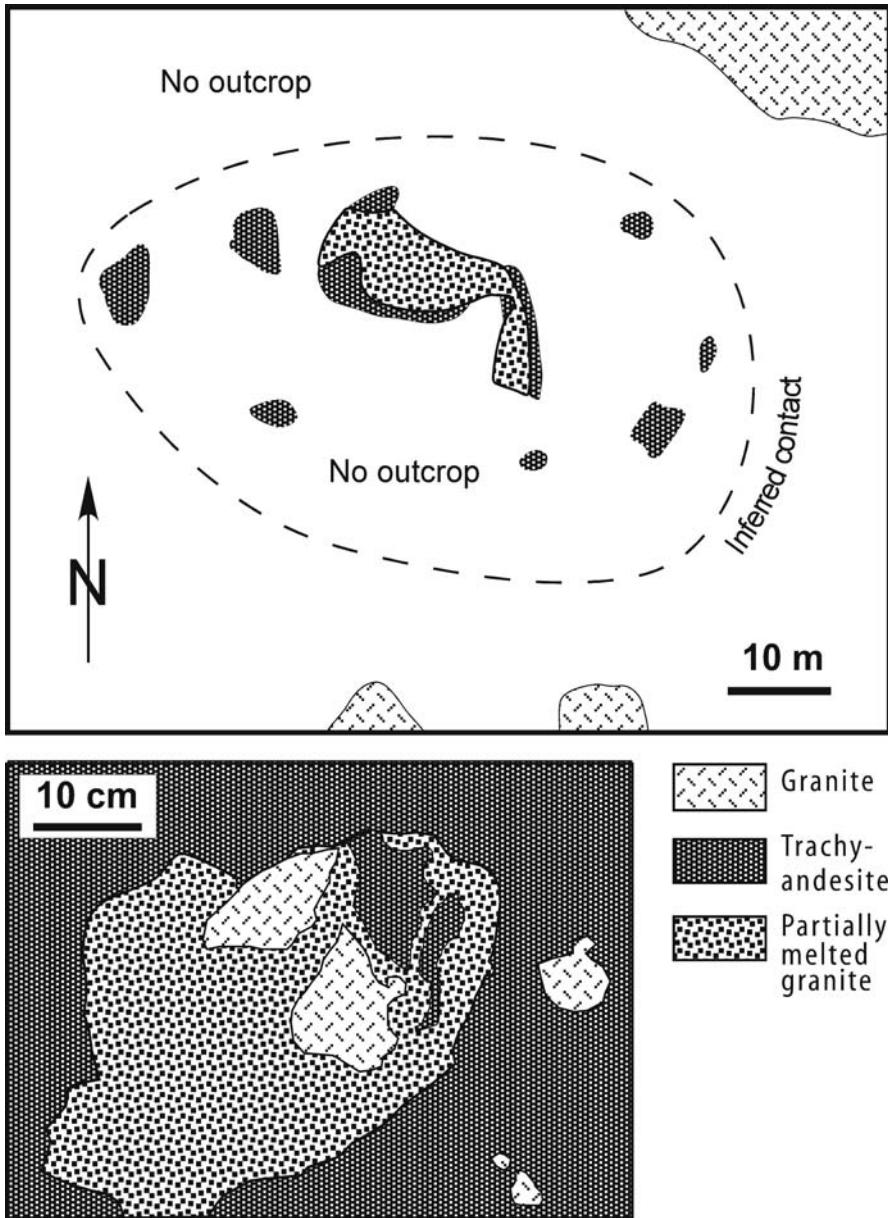 No outcrop
No outcrop
Inferred contact
N
10 m
10 cm
Granite
Trachy-
andesite
Partially
melted
granite